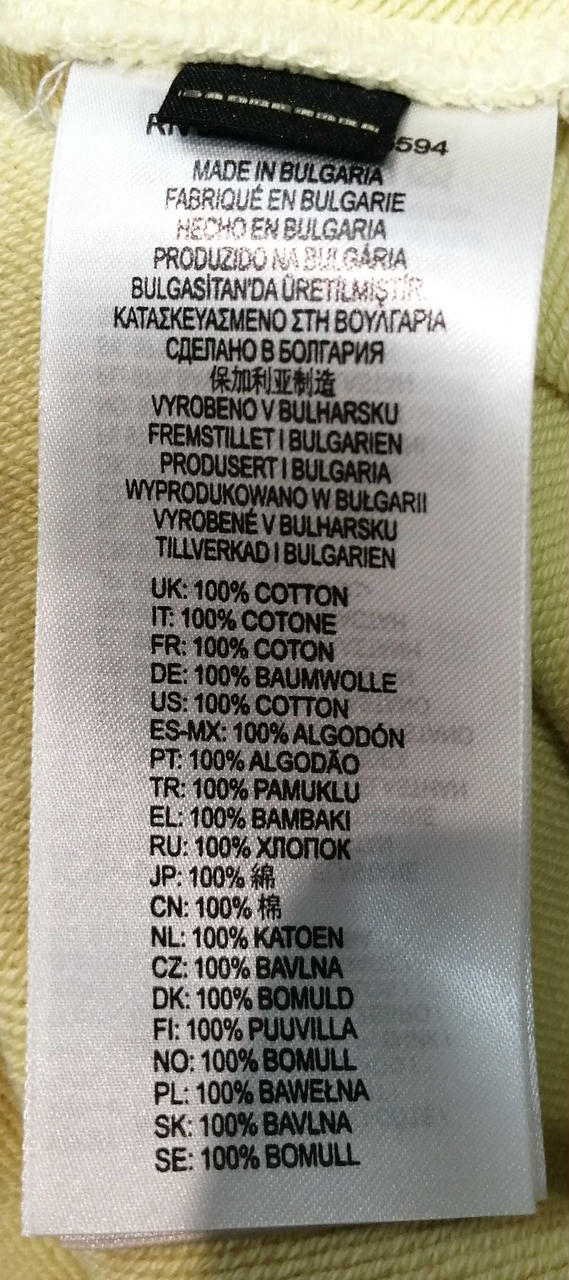 594
MADE IN BULGARIA
FABRIQUÉ EN BULGARIE
HECHO EN BULGARIA
PRODUZIDO NA BULGÁRIA
BULGASİTAN'DA ÜRETİLMİŞTİR.
ΚΑΤΑΣΚΕΥΑΣΜΕΝΟ ΣΤΗ ΒΟΥΛΓΑΡΙΑ
СДЕЛАНО В БОЛГАРИЯ
保加利亚制造
VYROBENO V BULHARSKU
FREMSTILLET I BULGARIEN
PRODUSERT I BULGARIA
WYPRODUKOWANO W BUŁGARII
VYROBENÉ V BULHARSKU
TILLVERKAD I BULGARIEN
UK: 100% COTTON
IT: 100% COTONE
FR: 100% COTON
DE: 100% BAUMWOLLE
US: 100% COTTON
ES-MX: 100% ALGODÓN
PT: 100% ALGODÃO
TR: 100% PAMUKLU
EL: 100% BAMBAKI
RU: 100% ХЛОПОК
JP: 100% 綿
CN: 100% 棉
NL: 100% KATOEN
CZ: 100% BAVLNA
DK: 100% BOMULD
FI: 100% PUUVILLA
NO: 100% BOMULL
PL: 100% BAWEŁNA
SK: 100% BAVLNA
SE: 100% BOMULL